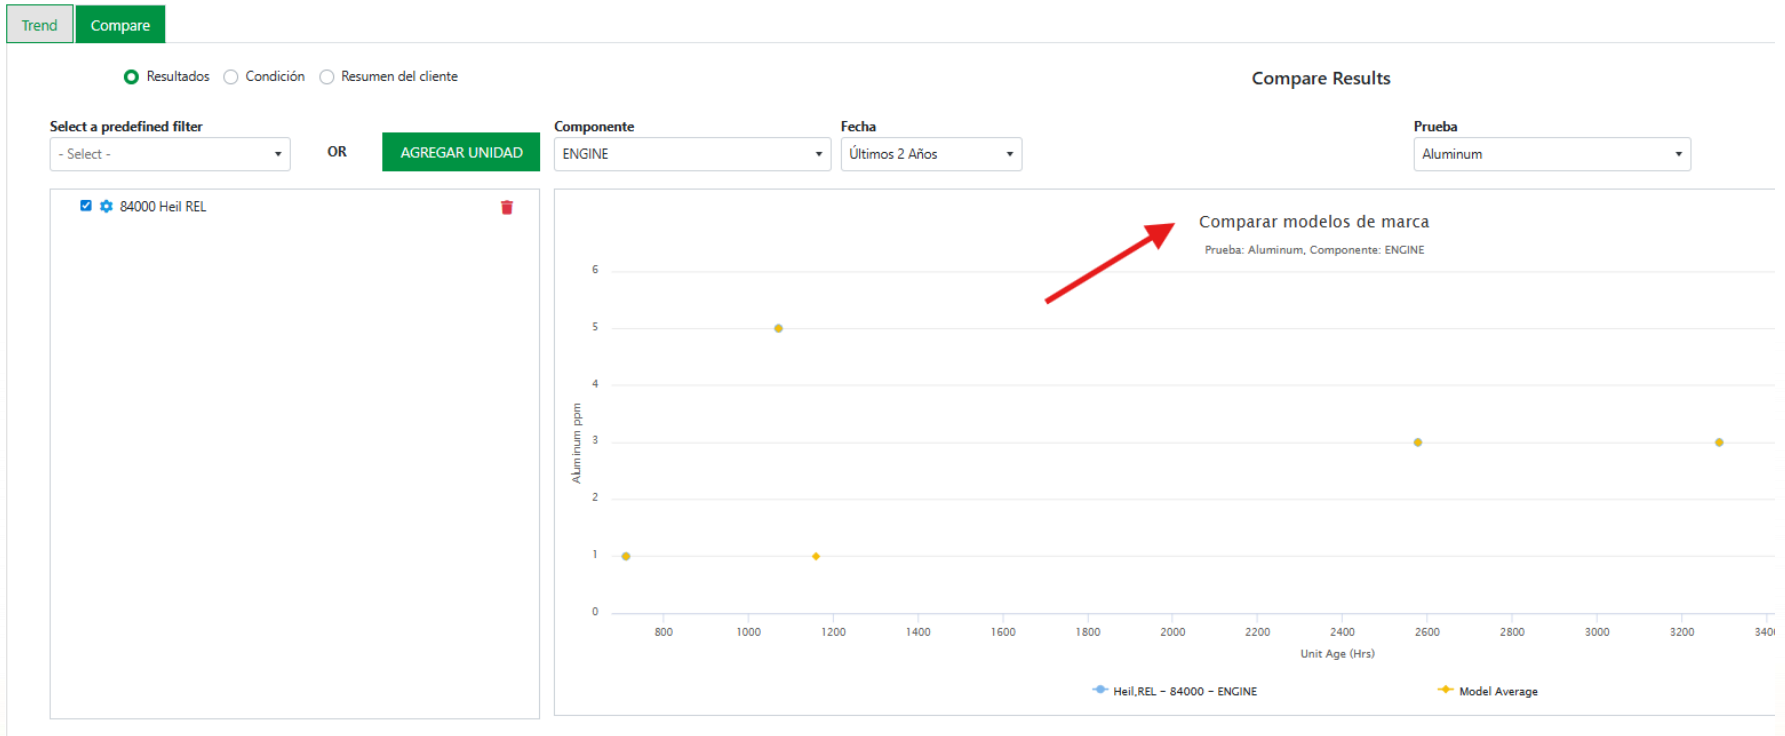 Trend
Compare
Resultados
Condición
Resumen del cliente
Compare Results
Select a predefined filter
- Select -
OR
AGREGAR UNIDAD
Componente
ENGINE
Fecha
Últimos 2 Años
Prueba
Aluminum
84000 Heil REL
Comparar modelos de marca
Prueba: Aluminum, Componente: ENGINE
Aluminum ppm
6
5
4
3
2
1
0
800 1000 1200 1400 1600 1800 2000 2200 2400 2600 2800 3000 3200 340
Unit Age (Hrs)
Heil,REL - 84000 - ENGINE
Model Average